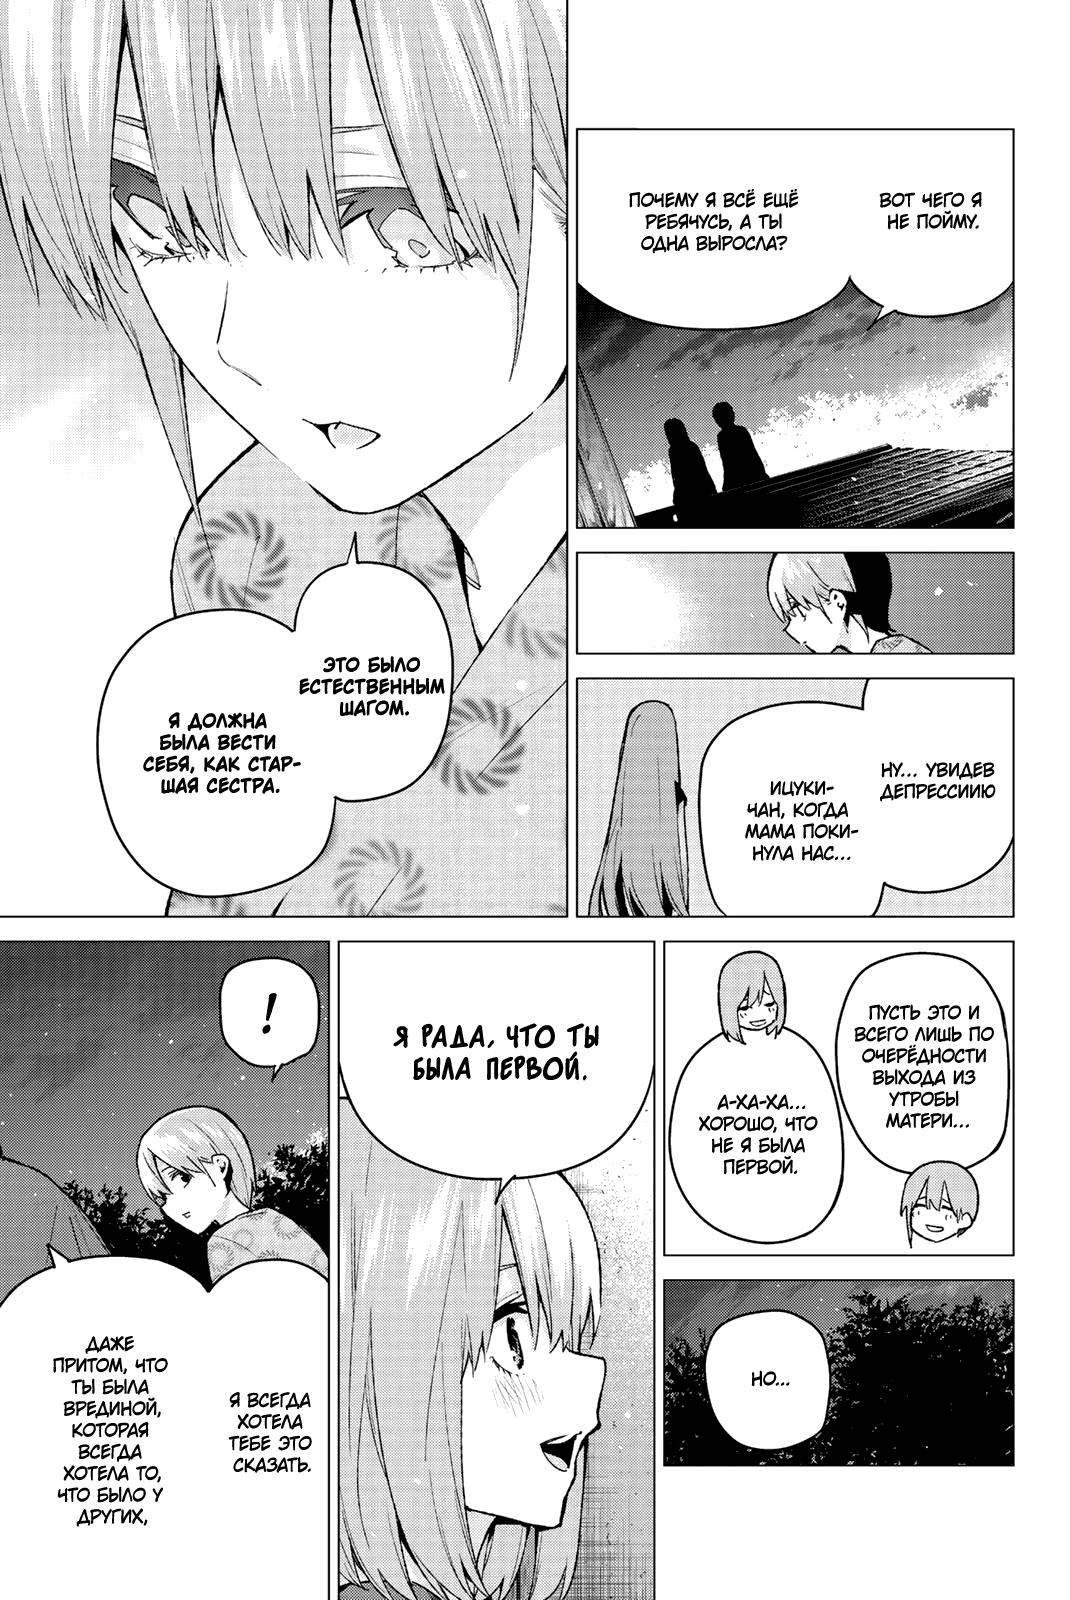 ВОТ ЧЕГО Я
НЕ ПОЙМУ.
ПОЧЕМУ Я ВСЁ ЕЩЁ
РЕБЯЧУСЬ, А ТЫ
ОДНА ВЫРОСЛА?
НУ... УВИДЕВ
ДЕПРЕССИИЮ
ИЦУКИ-
ЧАН, КОГДА
МАМА ПОКИ-
НУЛА НАС...
ЭТО БЫЛО
ЕСТЕСТВЕННЫМ
ШАГОМ.
Я ДОЛЖНА
БЫЛА ВЕСТИ
СЕБЯ, КАК СТАР-
ШАЯ СЕСТРА.
ПУСТЬ ЭТО И
ВСЕГО ЛИШЬ ПО
ОЧЕРЁДНОСТИ
ВЫХОДА ИЗ
УТРОБЫ
МАТЕРИ...
А-ХА-ХА...
ХОРОШО, ЧТО
НЕ Я БЫЛА
ПЕРВОЙ.
НО...
Я РАДА, ЧТО ТЫ
БЫЛА ПЕРВОЙ.
!
Я ВСЕГДА
ХОТЕЛА
ТЕБЕ ЭТО
СКАЗАТЬ.
ДАЖЕ
ПРИТОМ, ЧТО
ТЫ БЫЛА
ВРЕДИНОЙ,
КОТОРАЯ
ВСЕГДА
ХОТЕЛА ТО,
ЧТО БЫЛО У
ДРУГИХ,